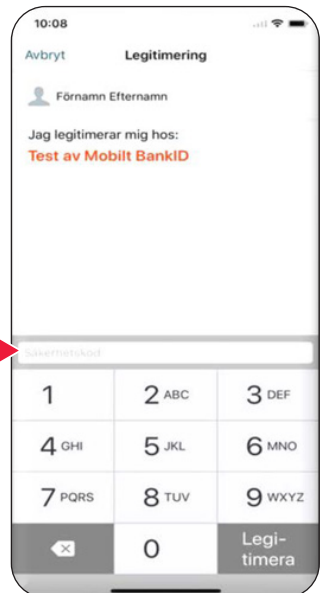 10:08
Avbryt Legitimering
Förnamn Efternamn
Jag legitimerar mig hos:
Test av Mobilt BankID
Säkerhetskod
1 2 ABC 3 DEF
4 GHI 5 JKL 6 MNO
7 PQRS 8 TUV 9 WXYZ
0 Legi-
timera